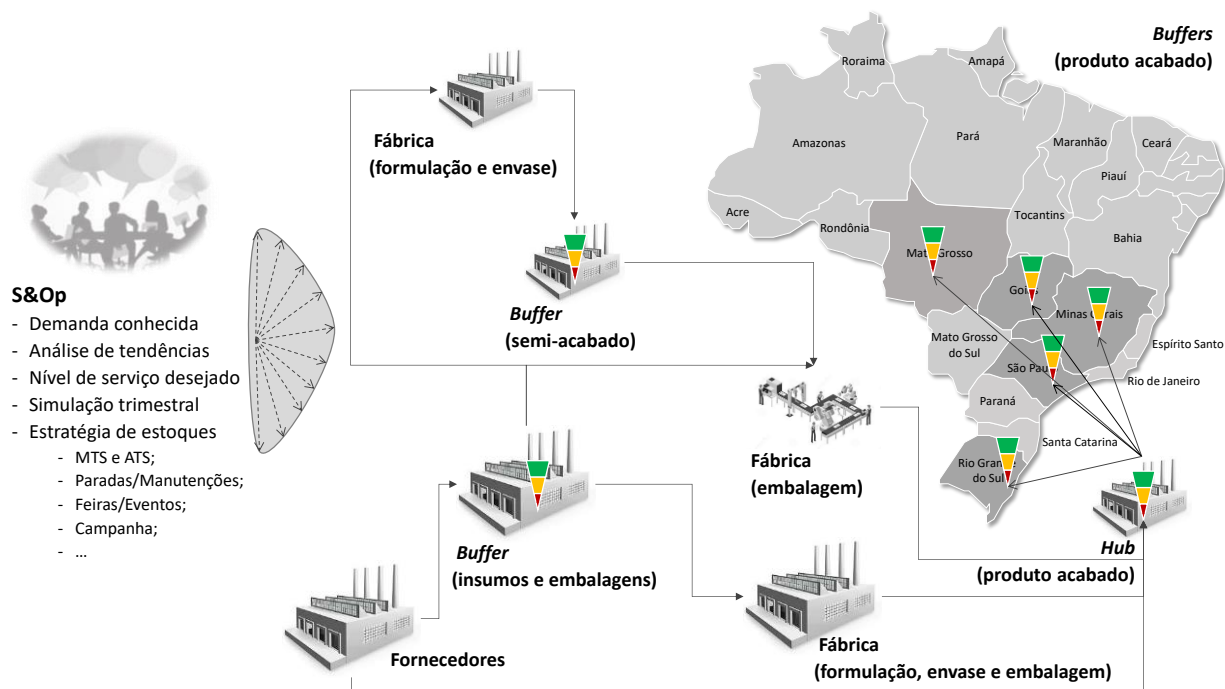 Buffers
(produto acabado)
Roraima
Amapá
Amazonas
Pará
Maranhão
Ceará
Piauí
Acre
Rondônia
Tocantins
Bahia
Mato Grosso
Goiás
Minas Gerais
Mato Grosso
do Sul
Espírito Santo
São Paulo
Rio de Janeiro
Paraná
Santa Catarina
Rio Grande
do Sul
Fábrica
(formulação e envase)
S&Op
- Demanda conhecida
- Análise de tendências
- Nível de serviço desejado
- Simulação trimestral
- Estratégia de estoques
- MTS e ATS;
- Paradas/Manutenções;
- Feiras/Eventos;
- Campanha;
- ...
Buffer
(semi-acabado)
Fábrica
(embalagem)
Buffer
(insumos e embalagens)
Hub
(produto acabado)
Fornecedores
Fábrica
(formulação, envase e embalagem)